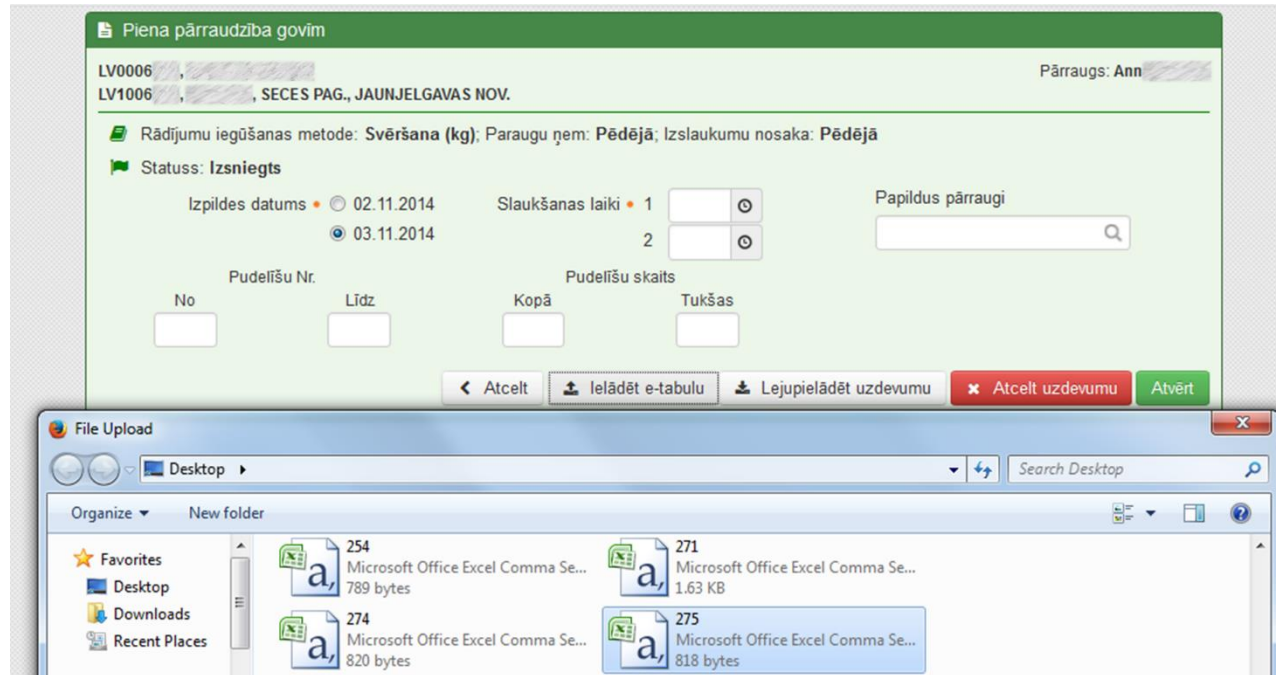 Piena pārraudzība govīm
LV0006 ,
Pārraugs: Ann
LV1006 , , SECES PAG., JAUNJELGAVAS NOV.
Rādījumu iegūšanas metode: Svēršana (kg); Paraugu ņem: Pēdējā; Izslaukumu nosaka: Pēdējā
Statuss: Izsniegts
Izpildes datums 02.11.2014 Slaukšanas laiki 1 Papildus pārraugi
03.11.2014 2
Pudelīšu Nr. Pudelīšu skaits
No Līdz Kopā Tukšas
Atcelt Ielādēt e-tabulu Lejupielādēt uzdevumu Atcelt uzdevumu Atvērt
File Upload
Desktop Search Desktop
Organize New folder
Favorites
Desktop
Downloads
Recent Places
254
Microsoft Office Excel Comma Se...
789 bytes
271
Microsoft Office Excel Comma Se...
1.63 KB
274
Microsoft Office Excel Comma Se...
820 bytes
275
Microsoft Office Excel Comma Se...
818 bytes